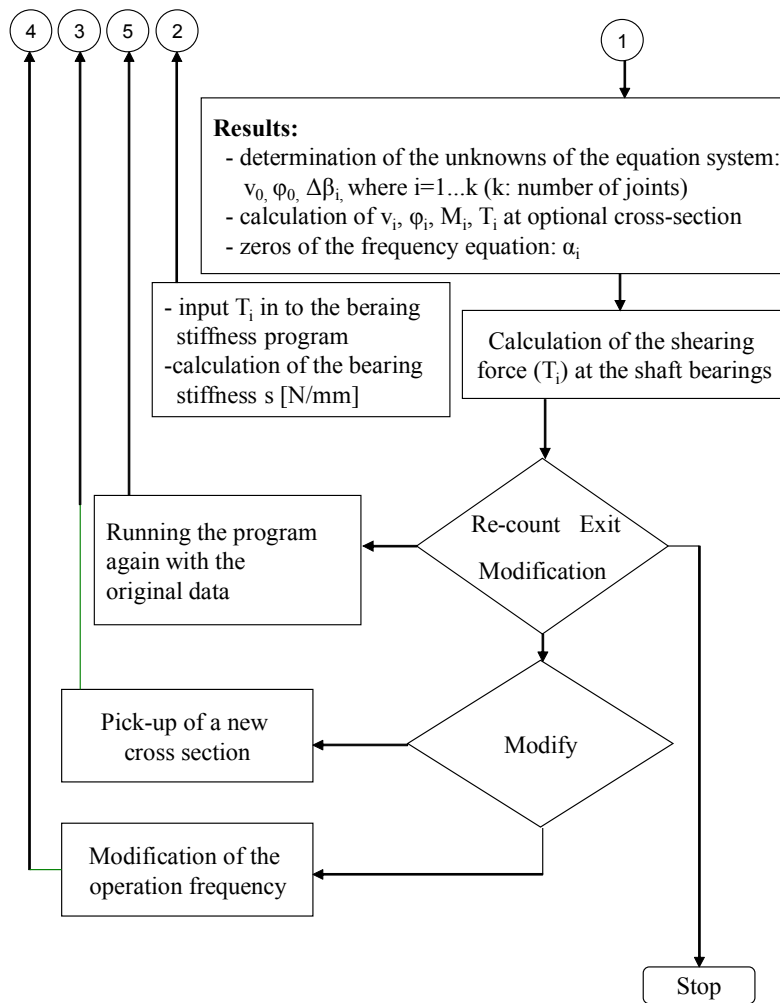 4 3 5 2 1
Results:
- determination of the unknowns of the equation system:
v₀, φ₀, Δβᵢ, where i=1...k (k: number of joints)
- calculation of vᵢ, φᵢ, Mᵢ, Tᵢ at optional cross-section
- zeros of the frequency equation: αᵢ
- input Tᵢ in to the beraing
stiffness program
-calculation of the bearing
stiffness s [N/mm]
Calculation of the shearing
force (Tᵢ) at the shaft bearings
Re-count Exit
Modification
Running the program
again with the
original data
Pick-up of a new
cross section
Modify
Modification of the
operation frequency
Stop